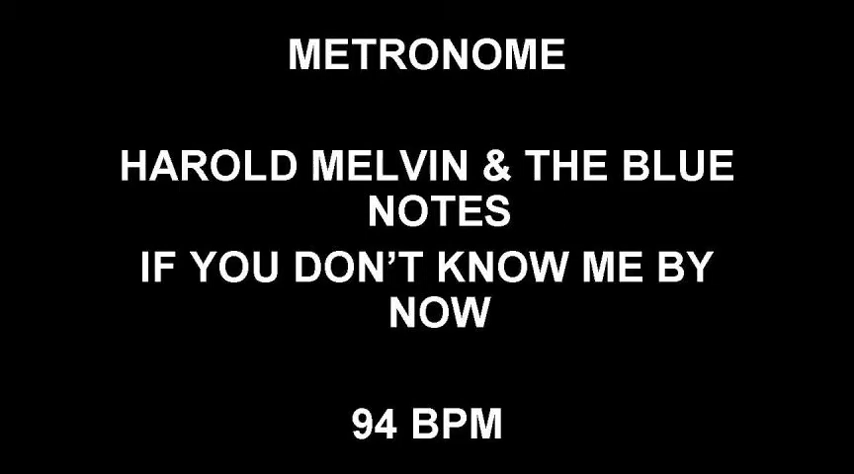 METRONOME
HAROLD MELVIN & THE BLUE
NOTES
IF YOU DON’T KNOW ME BY
NOW
94 BPM